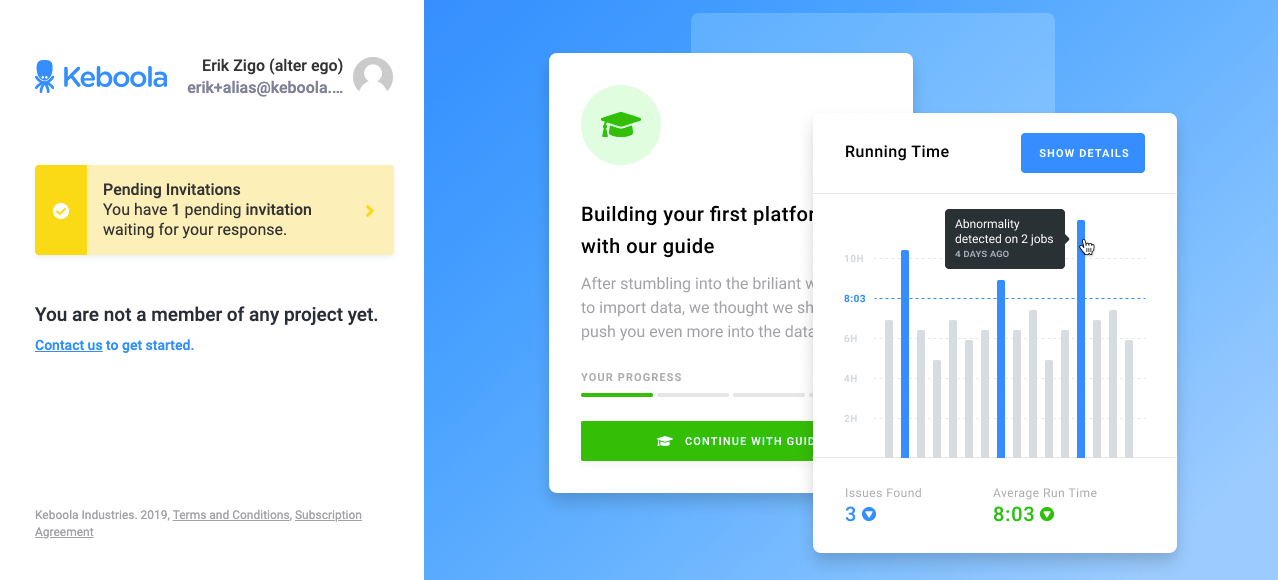 Keboola
Erik Zigo (alter ego)
erik+alias@keboola....
Pending Invitations
You have 1 pending invitation
waiting for your response.
You are not a member of any project yet.
Contact us to get started.
Keboola Industries. 2019, Terms and Conditions, Subscription
Agreement
Building your first
with our guide
After stumbling into the briliant
to import data, we thought we
push you even more into the data
YOUR PROGRESS
CONTINUE WITH
Running Time
SHOW DETAILS
Abnormality
detected on 2 jobs
4 DAYS AGO
10H
8:03
6H
4H
2H
Issues Found
Average Run Time
3
8:03